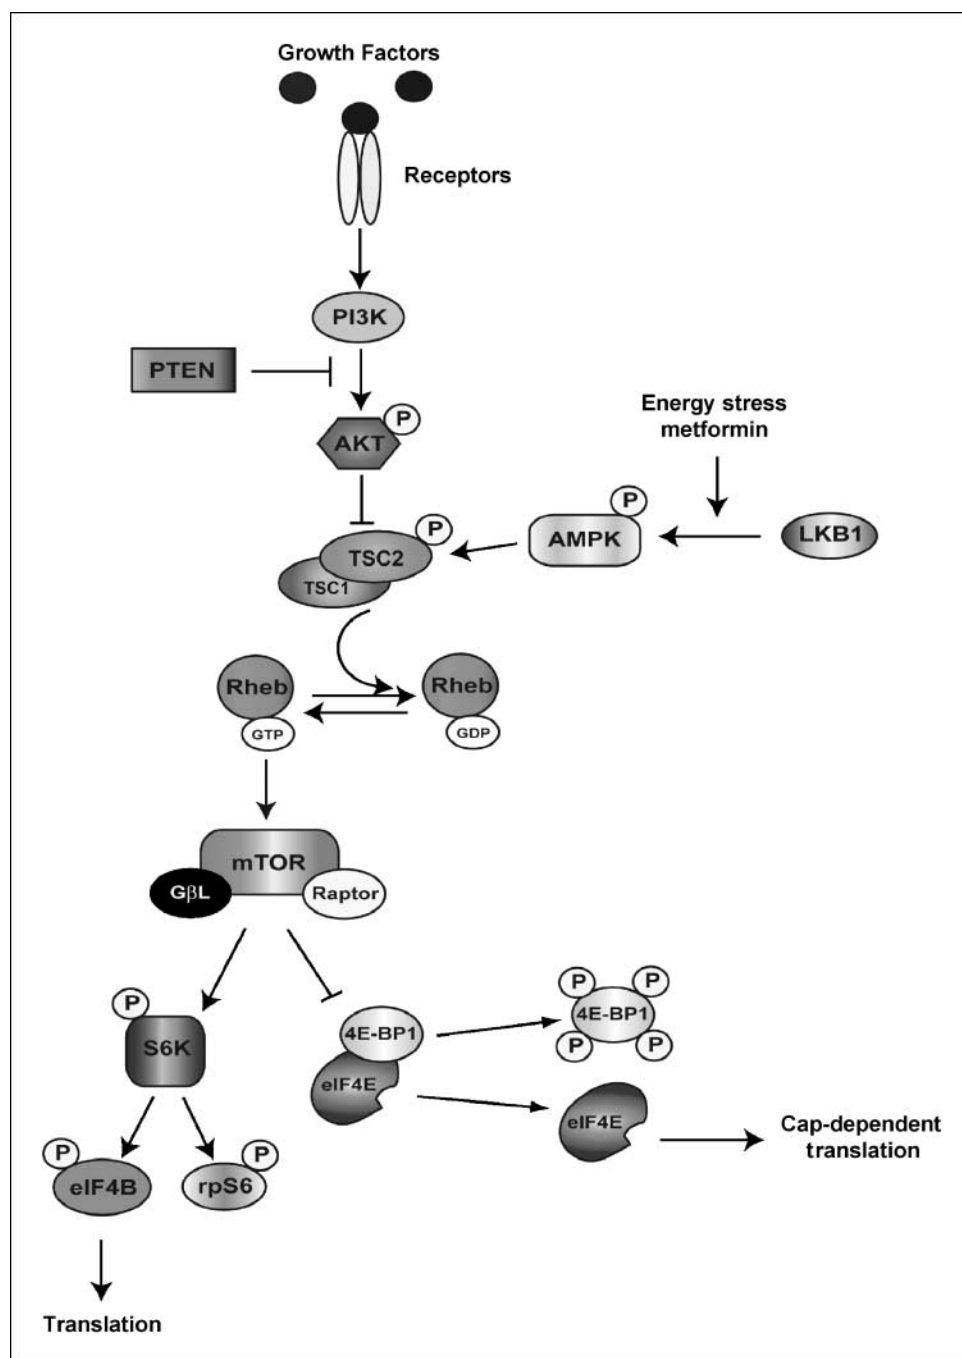 Growth Factors
Receptors
PI3K
PTEN
Energy stress
metformin
P
AKT
P
P
AMPK
LKB1
TSC2
TSC1
Rheb
Rheb
GTP
GDP
mTOR
GβL
Raptor
P
P
P
4E-BP1
4E-BP1
S6K
P
P
eIF4E
eIF4E
Cap-dependent
translation
P
P
eIF4B
rpS6
Translation